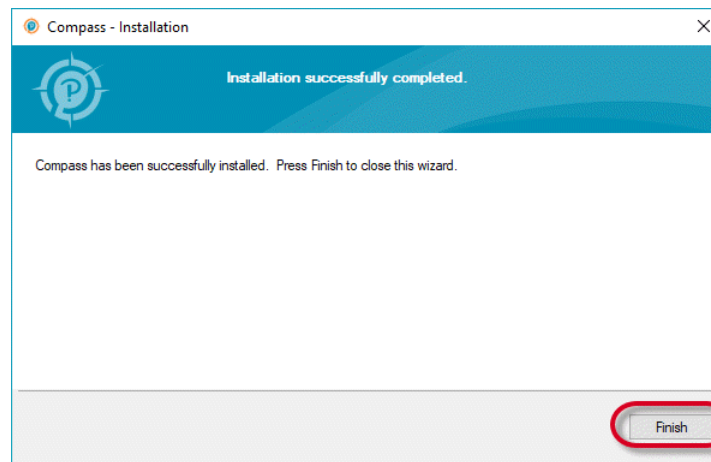 Compass - Installation
Installation successfully completed.
Compass has been successfully installed. Press Finish to close this wizard.
Finish